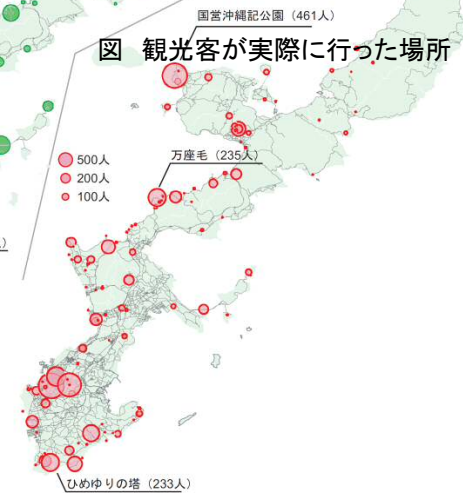 国営沖縄記公園（461人）
図　観光客が実際に行った場所
500人
200人
100人
万座毛（235人）
）
ひめゆりの塔（233人）